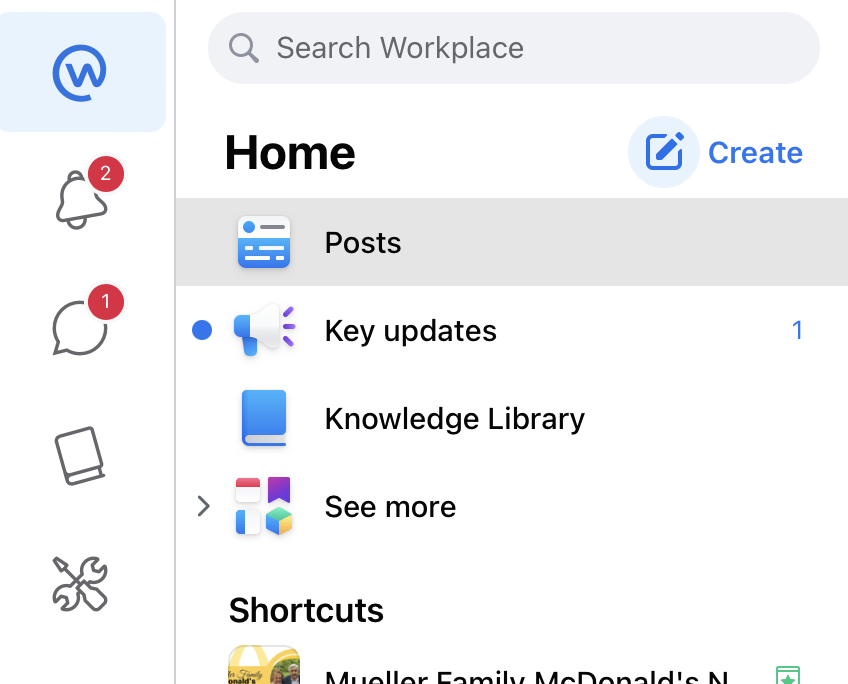 Search Workplace
Home
Create
2
Posts
1
Key updates
1
Knowledge Library
See more
Shortcuts
Mueller Family McDonald's N